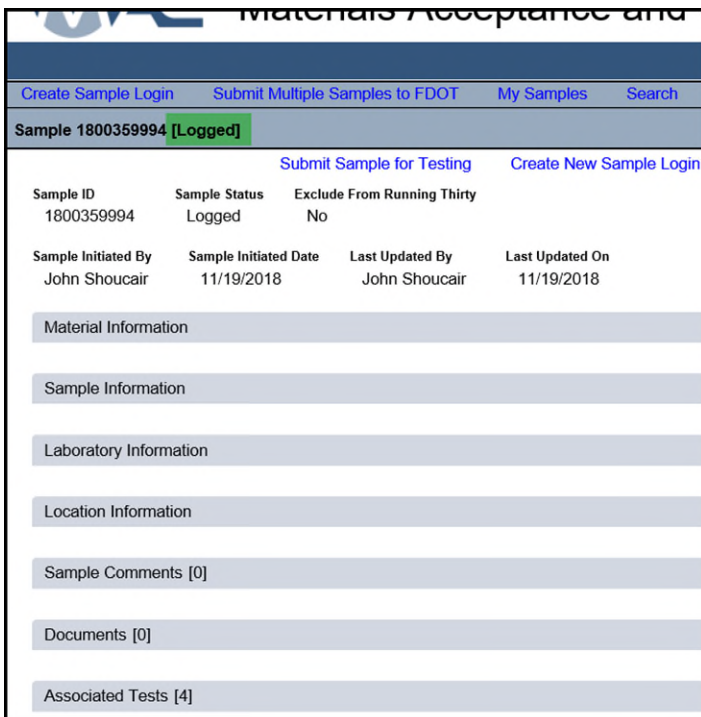 Materials Acceptance and
Create Sample Login Submit Multiple Samples to FDOT My Samples Search
Sample 1800359994 [Logged]
Submit Sample for Testing Create New Sample Login
Sample ID Sample Status Exclude From Running Thirty
1800359994 Logged No
Sample Initiated By Sample Initiated Date Last Updated By Last Updated On
John Shoucair 11/19/2018 John Shoucair 11/19/2018
Material Information
Sample Information
Laboratory Information
Location Information
Sample Comments [0]
Documents [0]
Associated Tests [4]